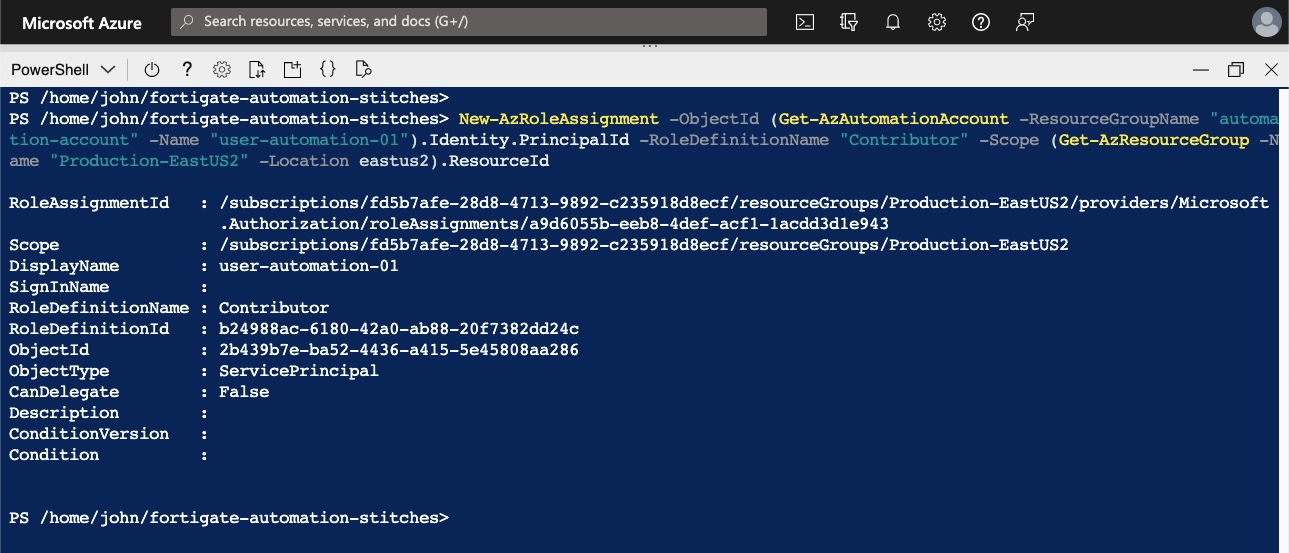 Microsoft Azure
Search resources, services, and docs (G+/)
PowerShell
PS /home/john/fortigate-automation-stitches>
PS /home/john/fortigate-automation-stitches> New-AzRoleAssignment -ObjectId (Get-AzAutomationAccount -ResourceGroupName "automa
tion-account" -Name "user-automation-01").Identity.PrincipalId -RoleDefinitionName "Contributor" -Scope (Get-AzResourceGroup -N
ame "Production-EastUS2" -Location eastus2).ResourceId
RoleAssignmentId : /subscriptions/fd5b7afe-28d8-4713-9892-c235918d8ecf/resourceGroups/Production-EastUS2/providers/Microsoft
.Authorization/roleAssignments/a9d6055b-eeb8-4def-acf1-1acdd3d1e943
Scope : /subscriptions/fd5b7afe-28d8-4713-9892-c235918d8ecf/resourceGroups/Production-EastUS2
DisplayName : user-automation-01
SignInName :
RoleDefinitionName : Contributor
RoleDefinitionId : b24988ac-6180-42a0-ab88-20f7382dd24c
ObjectId : 2b439b7e-ba52-4436-a415-5e45808aa286
ObjectType : ServicePrincipal
CanDelegate : False
Description :
ConditionVersion :
Condition :
PS /home/john/fortigate-automation-stitches>